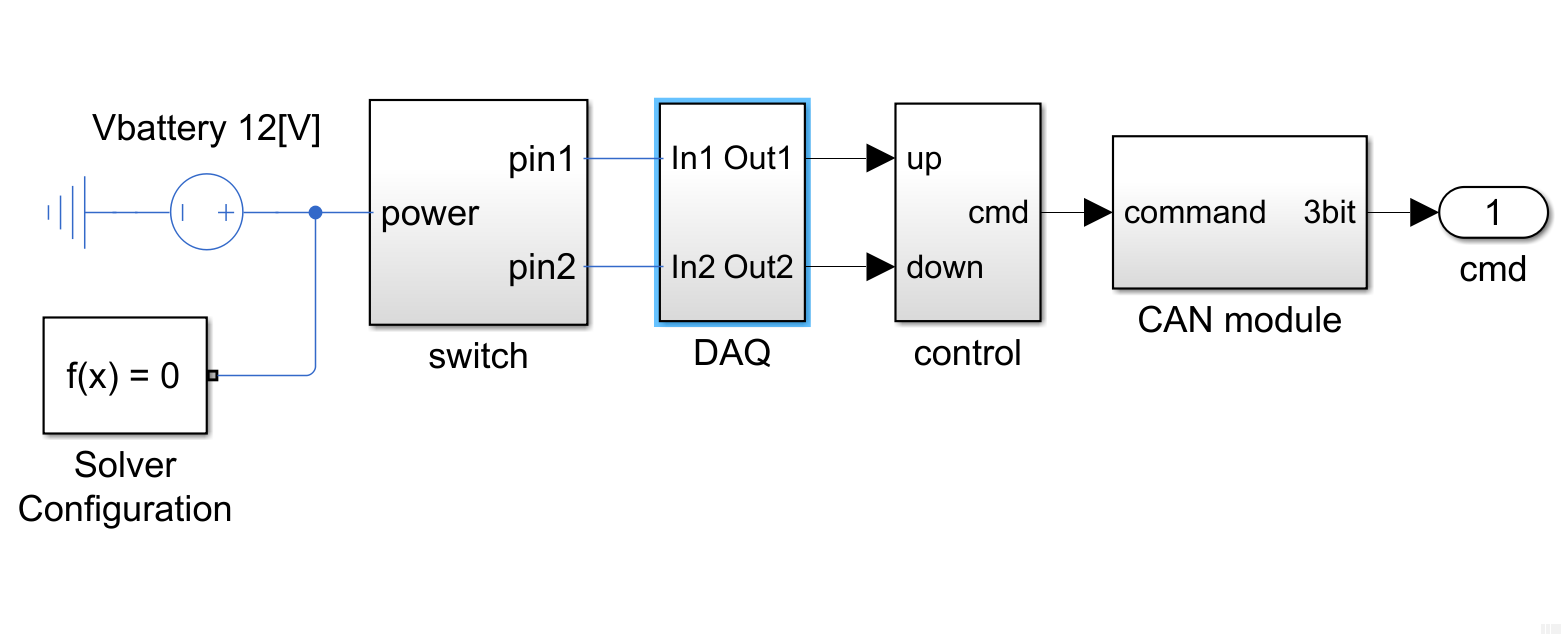 Vbattery 12[V]
power
pin1
pin2
switch
In1 Out1
In2 Out2
DAQ
up
cmd
down
control
command 3bit
CAN module
1
cmd
f(x) = 0
Solver
Configuration